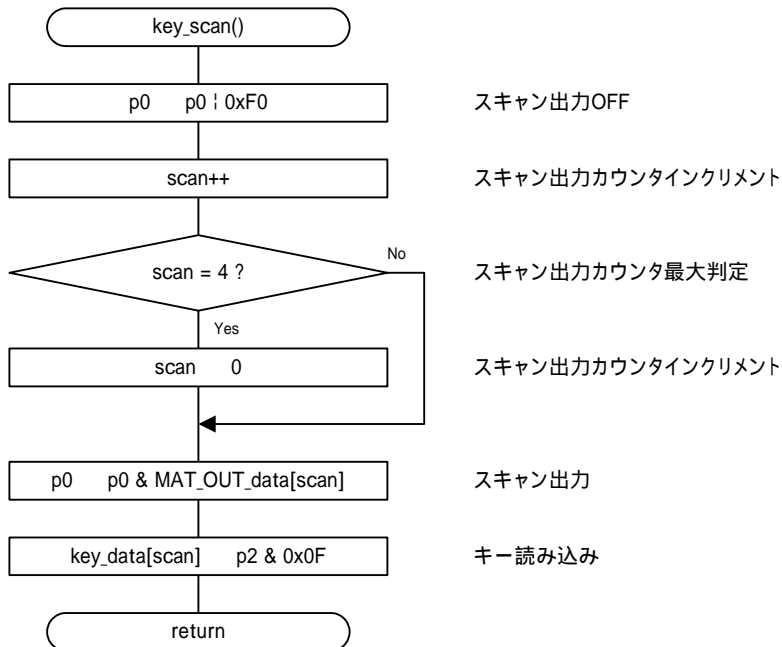 key_scan()
p0 p0 ¦ 0xF0 スキャン出力OFF
scan++ スキャン出力カウンタインクリメント
No
scan = 4 ? スキャン出力カウンタ最大判定
Yes
scan 0 スキャン出力カウンタインクリメント
p0 p0 & MAT_OUT_data[scan] スキャン出力
key_data[scan] p2 & 0x0F キー読み込み
return